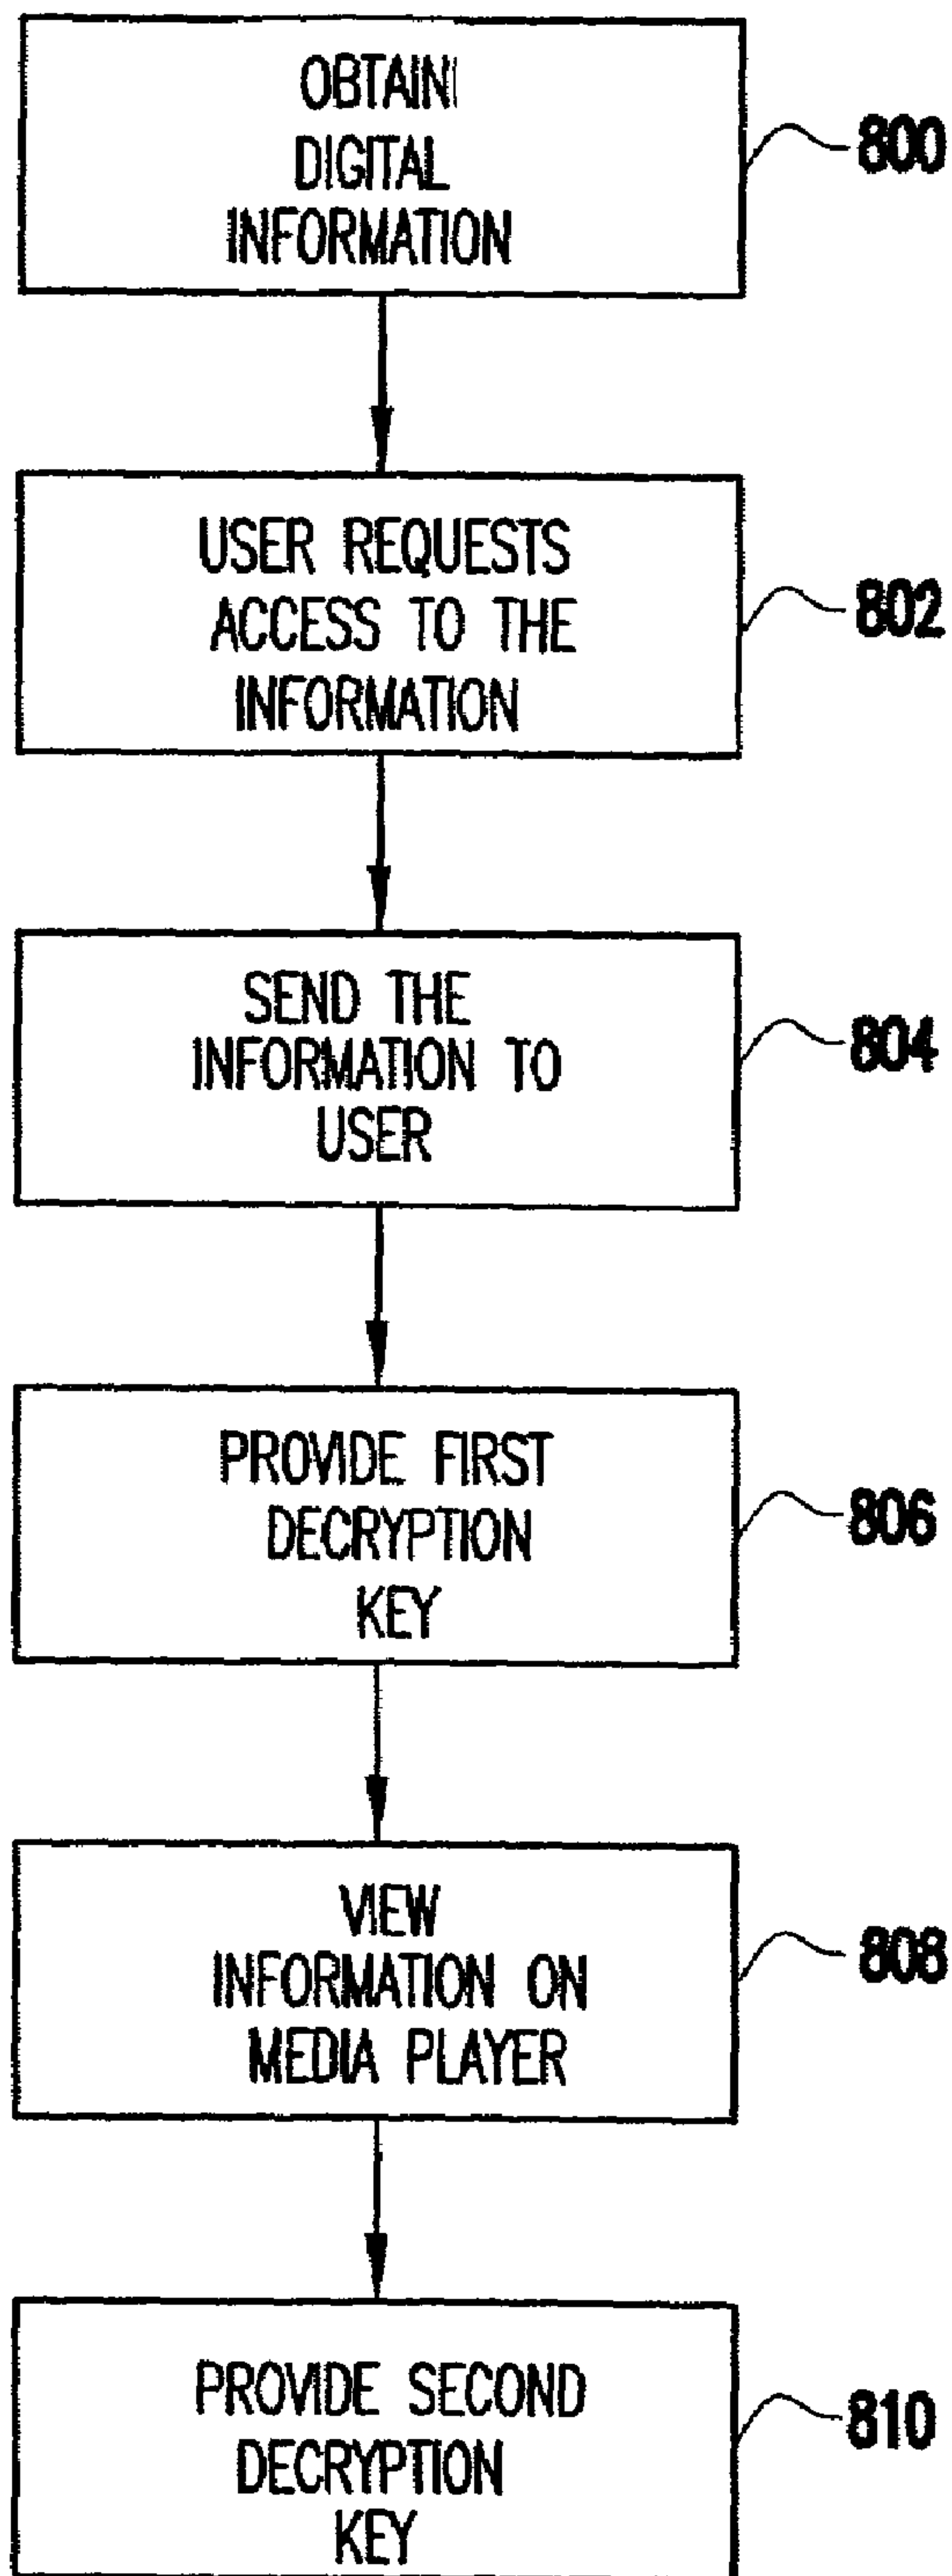 OBTAIN
DIGITAL
INFORMATION
800
USER REQUESTS
ACCESS TO THE
INFORMATION
802
SEND THE
INFORMATION TO
USER
804
PROVIDE FIRST
DECRYPTION
KEY
806
VIEW
INFORMATION ON
MEDIA PLAYER
808
PROVIDE SECOND
DECRYPTION
KEY
810